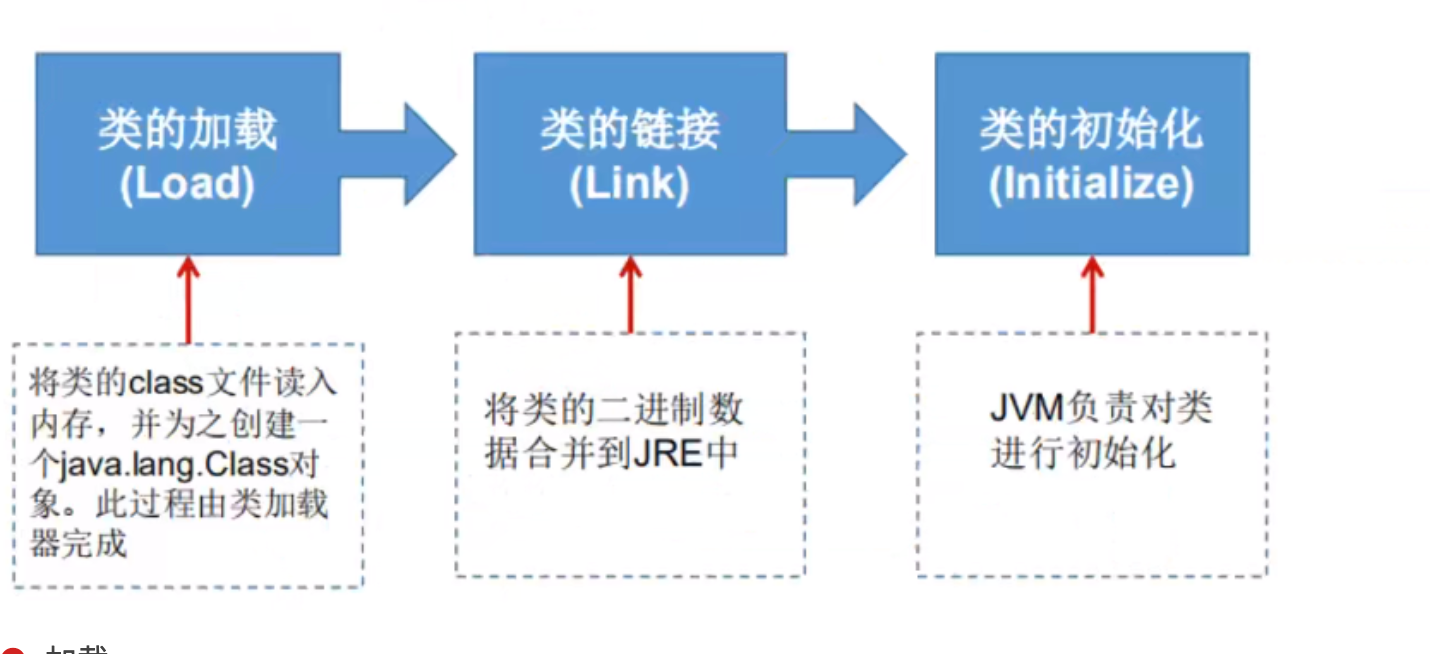 类的加载
(Load)
类的链接
(Link)
类的初始化
(Initialize)
将类的class文件读入
内存，并为之创建一
个java.lang.Class对
象。此过程由类加载
器完成
将类的二进制数
据合并到JRE中
JVM负责对类
进行初始化
加载